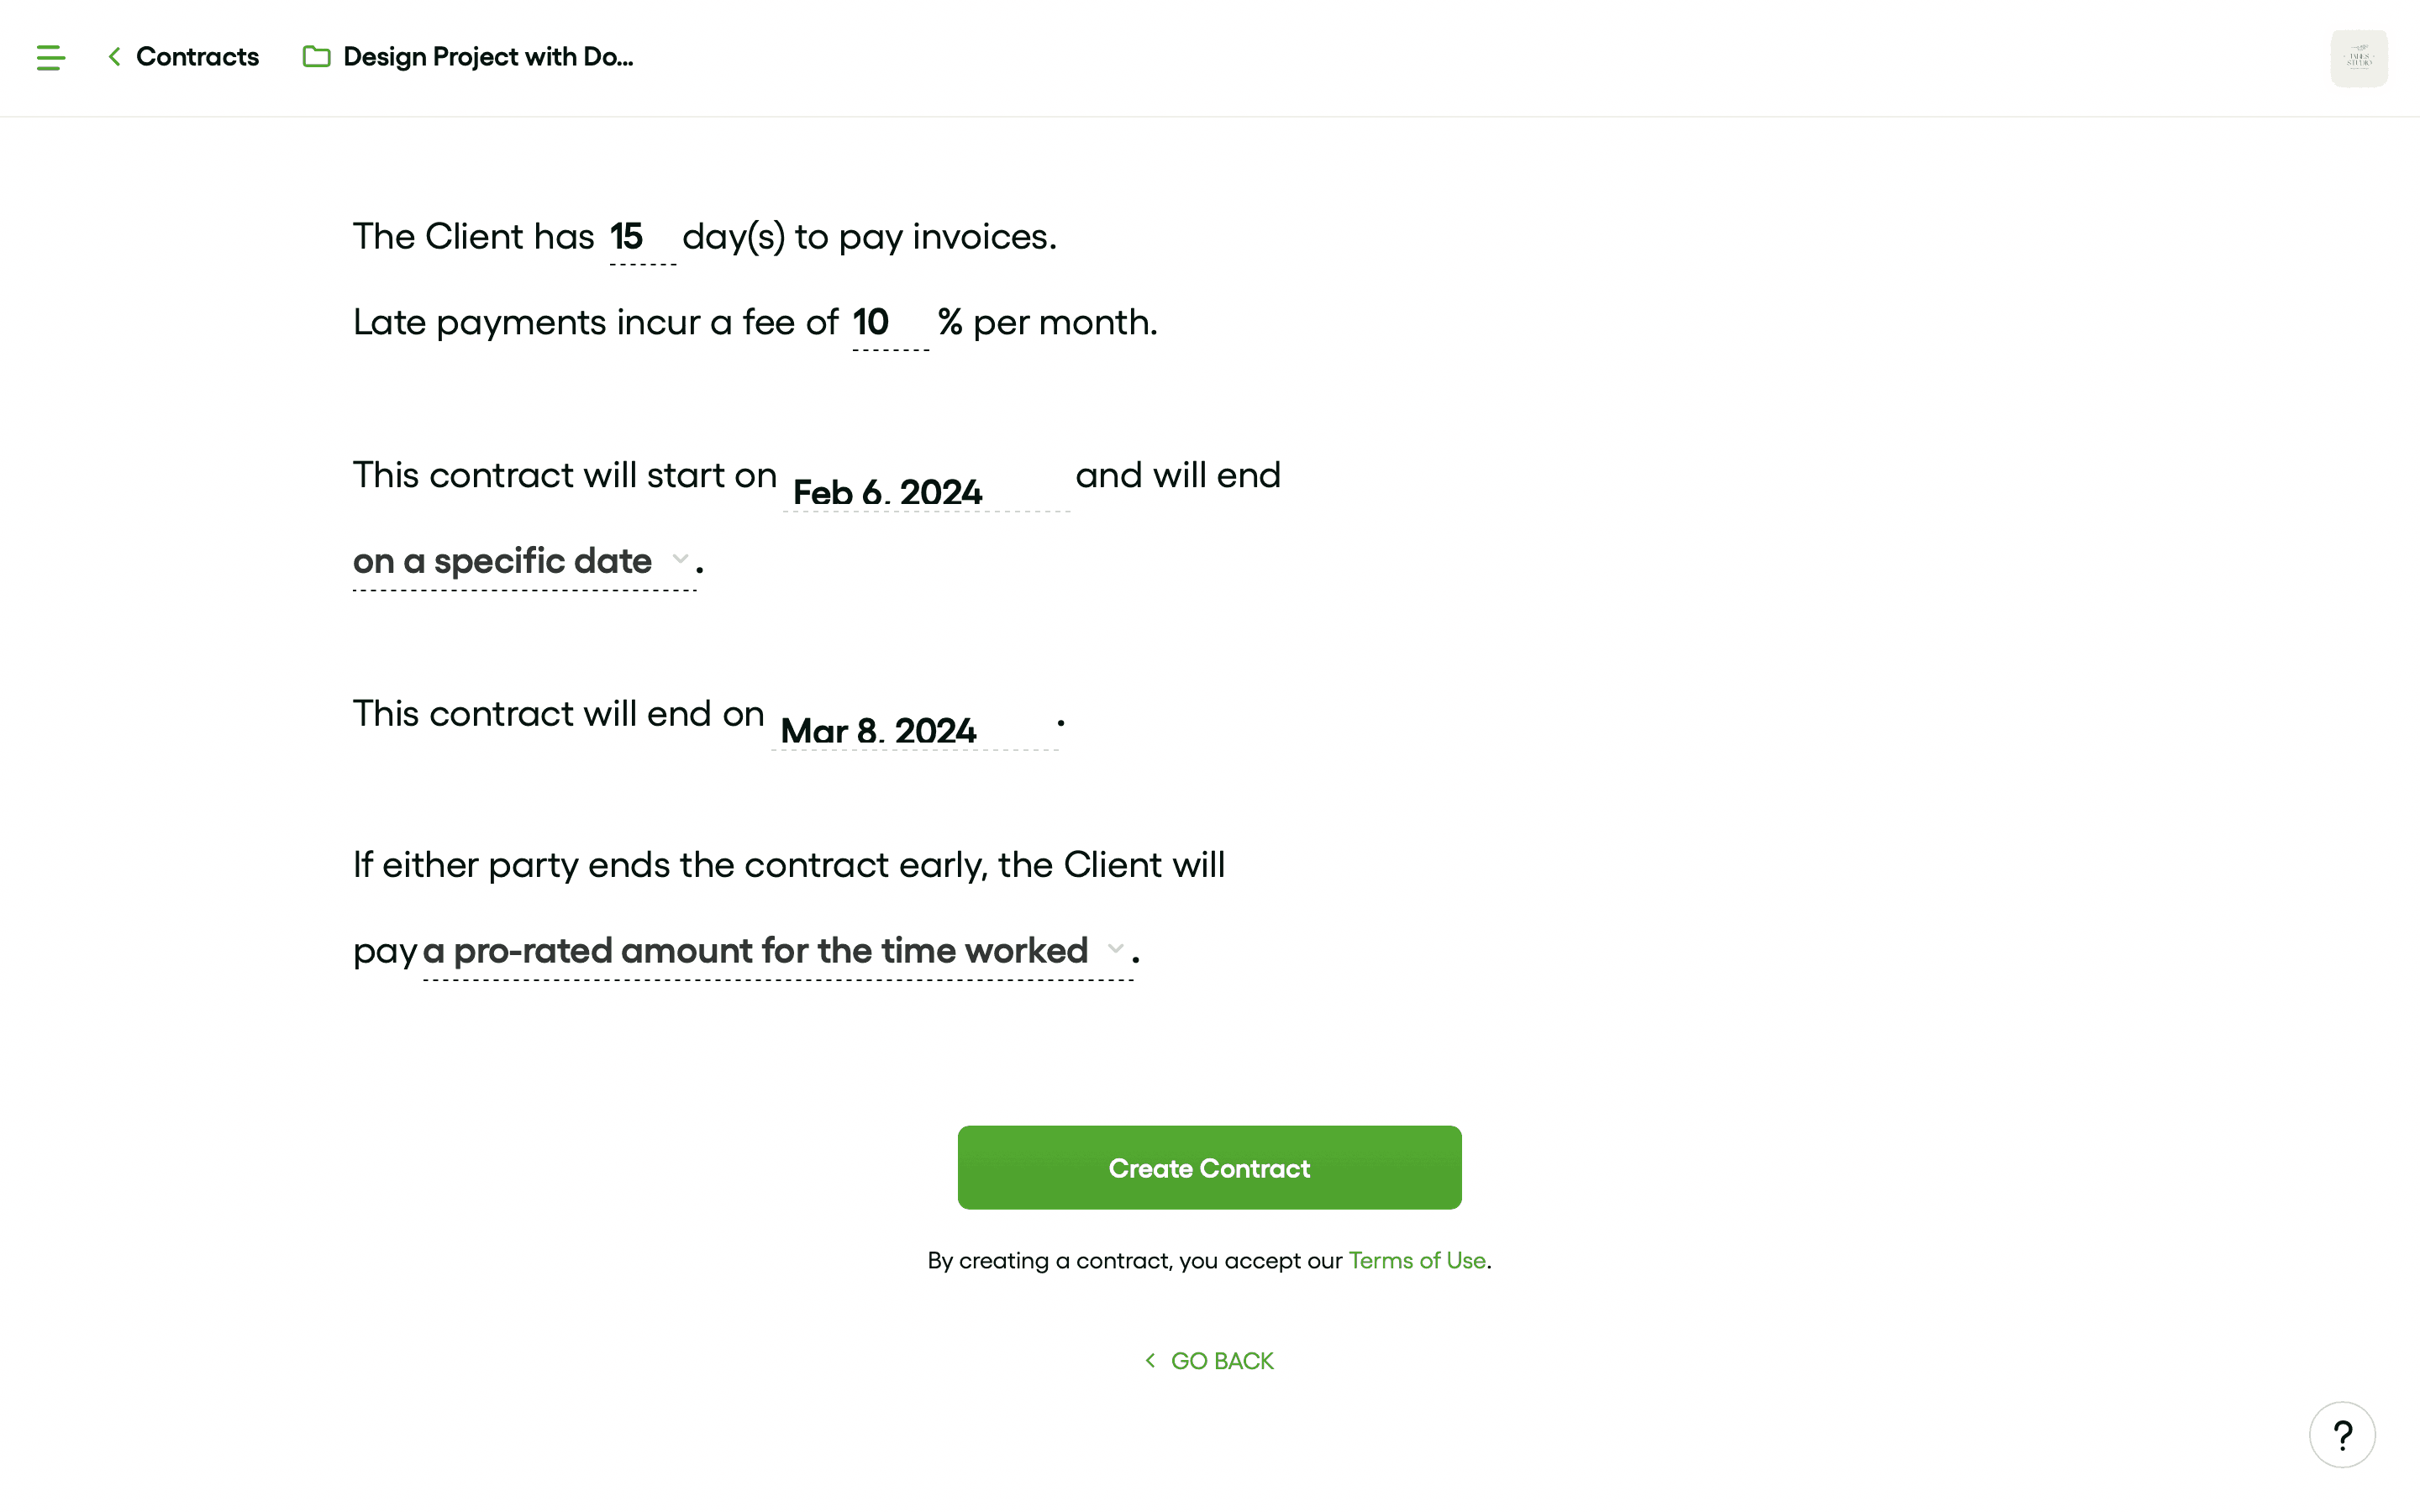 Contracts
Design Project with Do...
STUDIO
The Client has 15 day(s) to pay invoices.
Late payments incur a fee of 10 % per month.
This contract will start on Feb 6, 2024 and will end
on a specific date .
This contract will end on Mar 8, 2024 .
If either party ends the contract early, the Client will
pay a pro-rated amount for the time worked .
Create Contract
By creating a contract, you accept our Terms of Use.
GO BACK
?